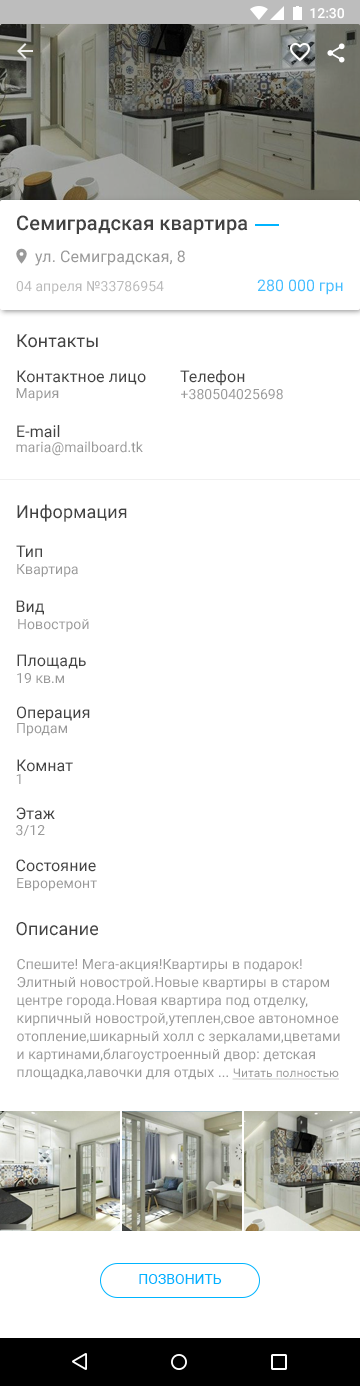 12:30
Семиградская квартира
ул. Семиградская, 8
04 апреля №33786954
280 000 грн
Контакты
Контактное лицо
Мария
Телефон
+380504025698
E-mail
maria@mailboard.tk
Информация
Тип
Квартира
Вид
Новострой
Площадь
19 кв.м
Операция
Продам
Комнат
1
Этаж
3/12
Состояние
Евроремонт
Описание
Спешите! Мега-акция!Квартиры в подарок!
Элитный новострой.Новые квартиры в старом
центре города.Новая квартира под отделку,
кирпичный новострой,утеплен,свое автономное
отопление,шикарный холл с зеркалами,цветами
и картинами,благоустроенный двор: детская
площадка,лавочки для отдых ... Читать полностью
ПОЗВОНИТЬ